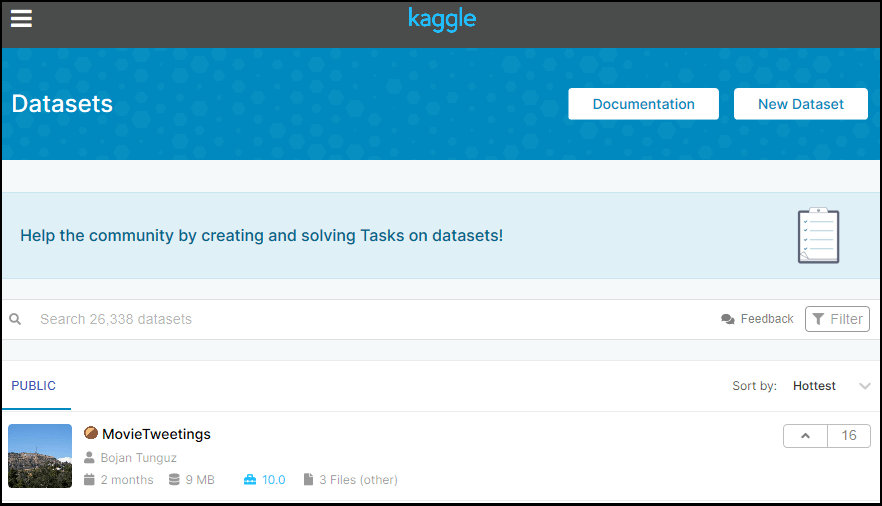 kaggle
Datasets
Documentation
New Dataset
Help the community by creating and solving Tasks on datasets!
Search 26,338 datasets
Feedback
Filter
PUBLIC
Sort by: Hottest
MovieTweetings
16
Bojan Tunguz
2 months 9 MB 10.0 3 Files (other)